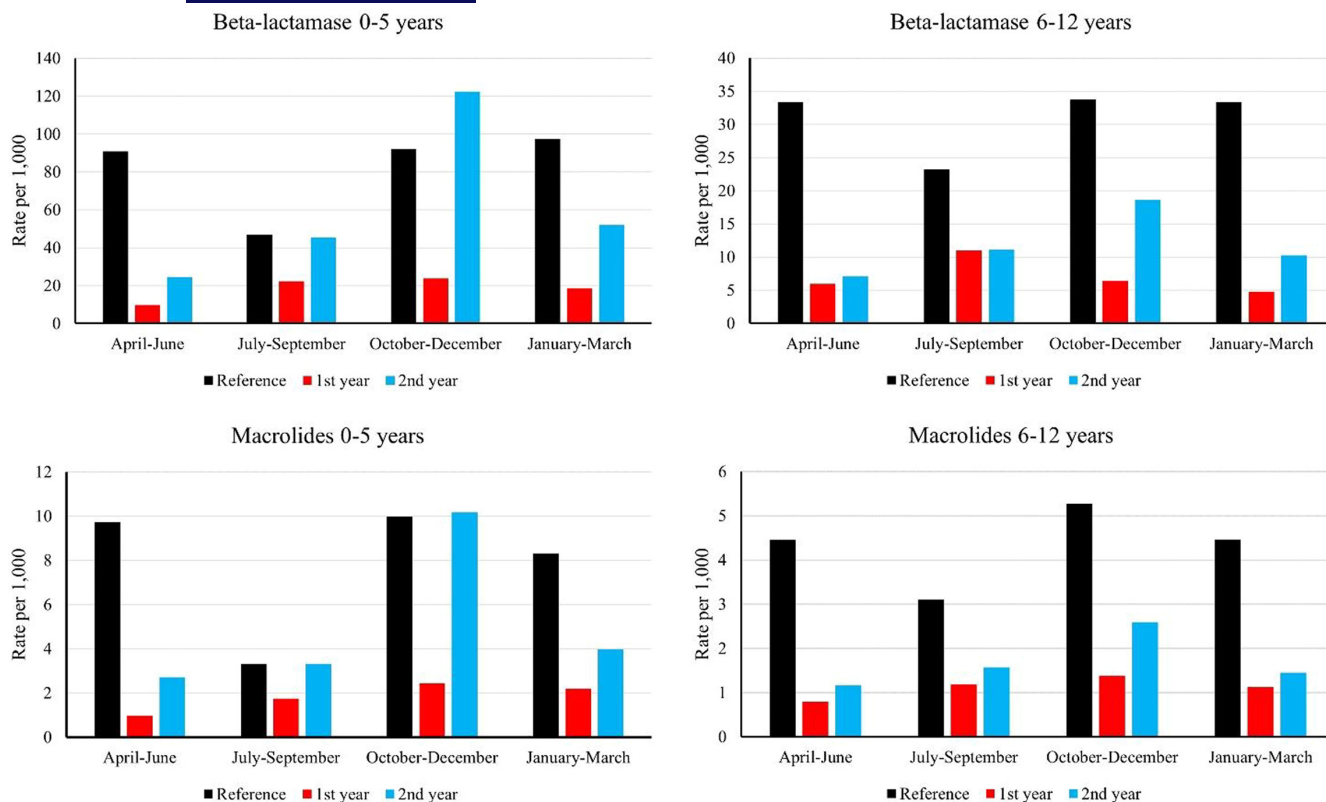 Beta-lactamase 0-5 years
Rate per 1,000
140
120
100
80
60
40
20
0
April-June July-September October-December January-March
Reference 1st year 2nd year
Beta-lactamase 6-12 years
Rate per 1,000
40
35
30
25
20
15
10
5
0
April-June July-September October-December January-March
Reference 1st year 2nd year
Macrolides 0-5 years
Rate per 1,000
12
10
8
6
4
2
0
April-June July-September October-December January-March
Reference 1st year 2nd year
Macrolides 6-12 years
Rate per 1,000
6
5
4
3
2
1
0
April-June July-September October-December January-March
Reference 1st year 2nd year